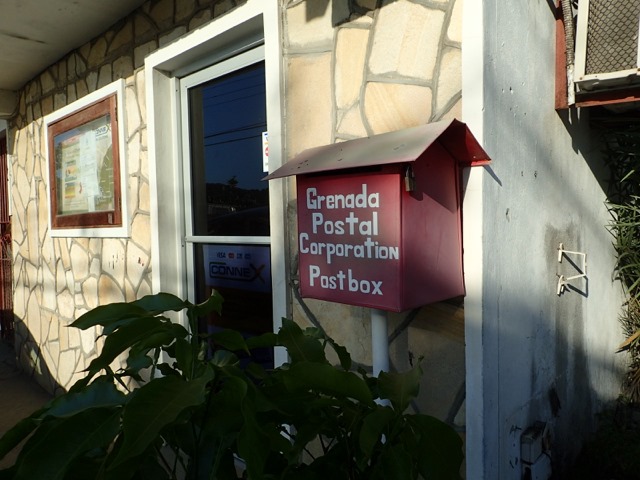 Grenada
Postal
Corporation
Postbox
CONNEX